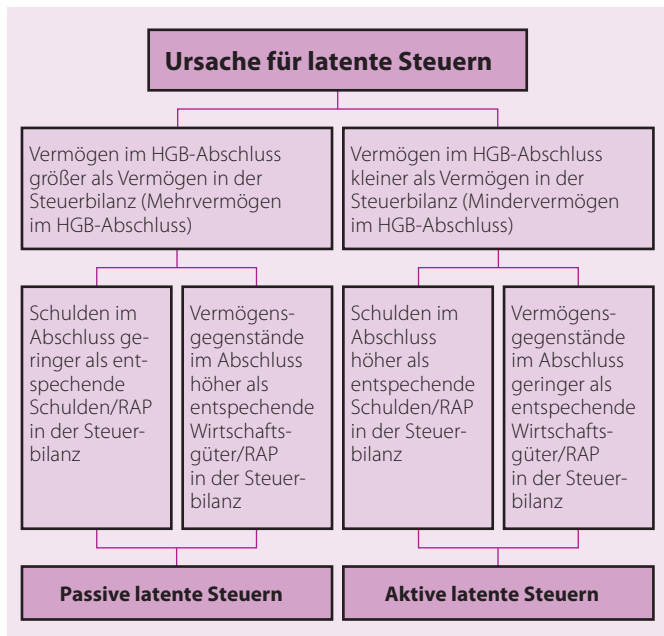 Ursache für latente Steuern
Vermögen im HGB-Abschluss
größer als Vermögen in der
Steuerbilanz (Mehrvermögen
im HGB-Abschluss)
Vermögen im HGB-Abschluss
kleiner als Vermögen in der
Steuerbilanz (Mindervermögen
im HGB-Abschluss)
Schulden im
Abschluss ge-
ringer als ent-
spechende
Schulden/RAP
in der Steuer-
bilanz
Vermögens-
gegenstände
im Abschluss
höher als
entspechende
Wirtschafts-
güter/RAP
in der Steuer-
bilanz
Schulden im
Abschluss
höher als
entspechende
Schulden/RAP
in der Steuer-
bilanz
Vermögens-
gegenstände
im Abschluss
geringer als
entspechende
Wirtschafts-
güter/RAP
in der Steuer-
bilanz
Passive latente Steuern
Aktive latente Steuern